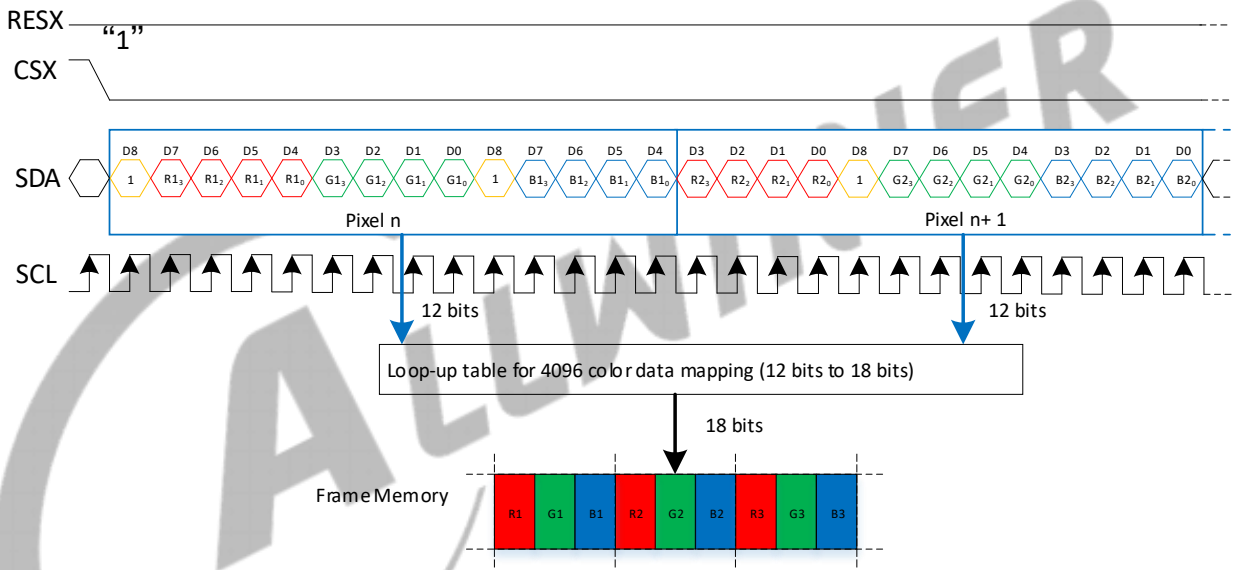 RESX
“1”
CSX
D8 D7 D6 D5 D4 D3 D2 D1 D0 D8 D7 D6 D5 D4 D3 D2 D1 D0 D8 D7 D6 D5 D4 D3 D2 D1 D0
SDA 1 R1₃ R1₂ R1₁ R1₀ G1₃ G1₂ G1₁ G1₀ 1 B1₃ B1₂ B1₁ B1₀ R2₃ R2₂ R2₁ R2₀ 1 G2₃ G2₂ G2₁ G2₀ B2₃ B2₂ B2₁ B2₀
Pixel n Pixel n+ 1
SCL
12 bits 12 bits
Loop-up table for 4096 color data mapping (12 bits to 18 bits)
18 bits
Frame Memory
R1 G1 B1 R2 G2 B2 R3 G3 B3
ALLWINNER